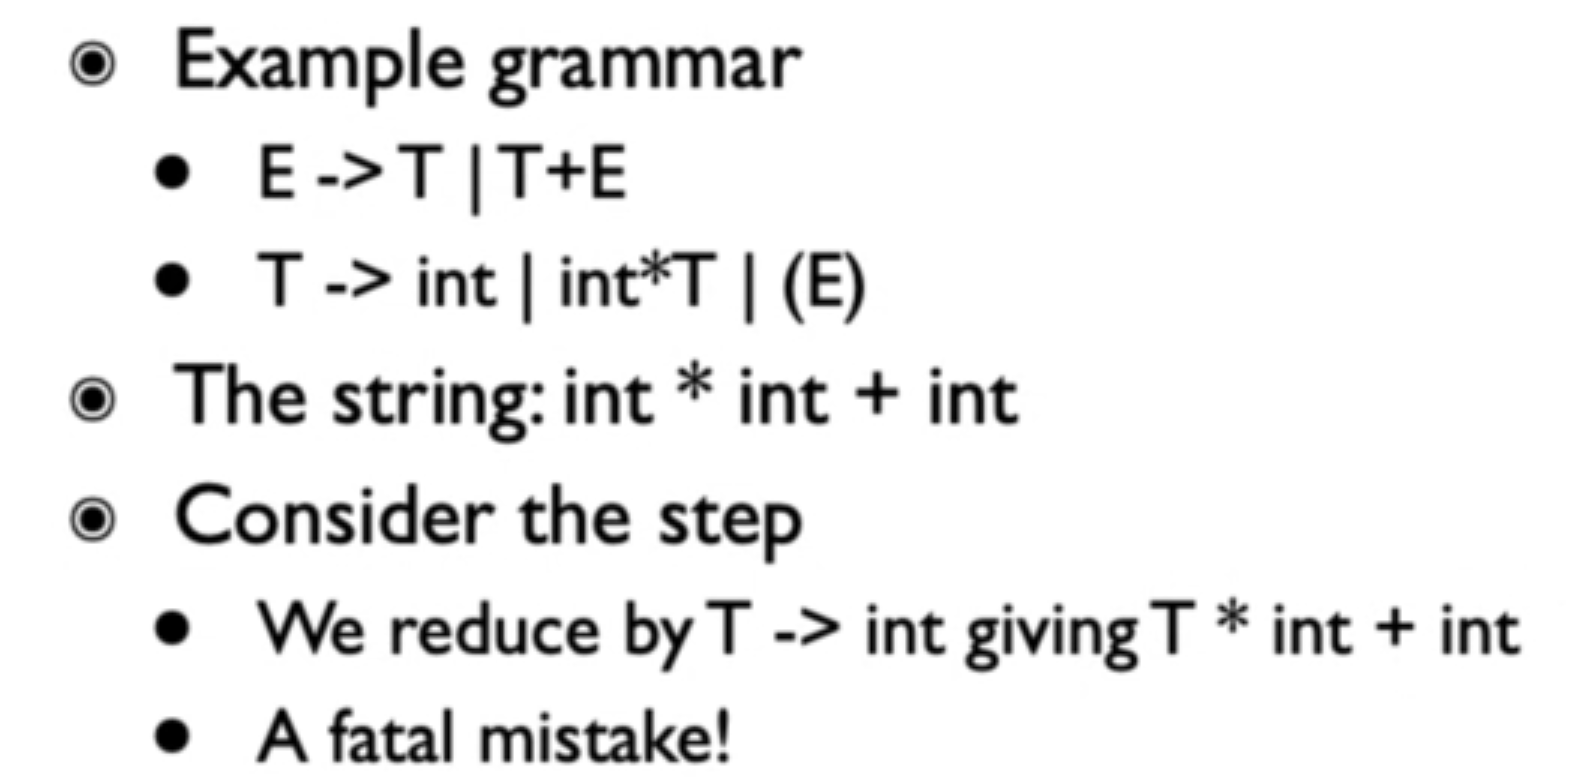 Example grammar
E -> T | T+E
T -> int | int*T | (E)
The string: int * int + int
Consider the step
We reduce by T -> int giving T * int + int
A fatal mistake!